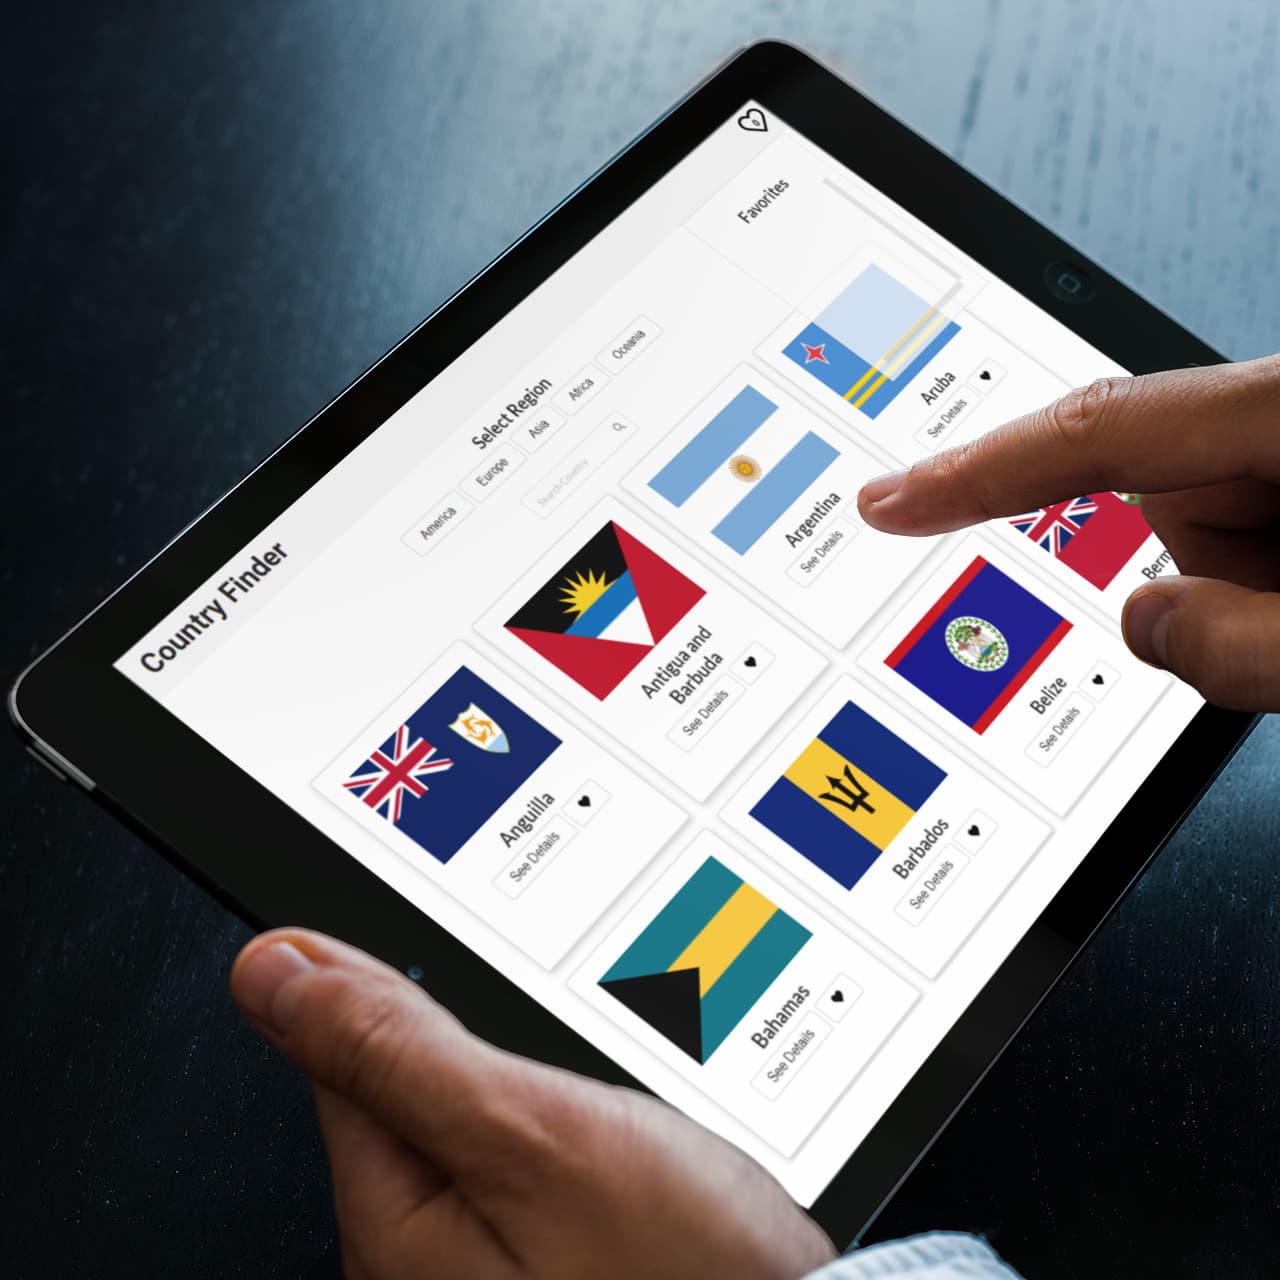 Country Finder
0
Favorites
Select Region
America
Europe
Asia
Africa
Oceania
Search Country
Anguilla
See Details
Antigua and
Barbuda
See Details
Argentina
See Details
Aruba
See Details
Bahamas
See Details
Barbados
See Details
Belize
See Details
Berm